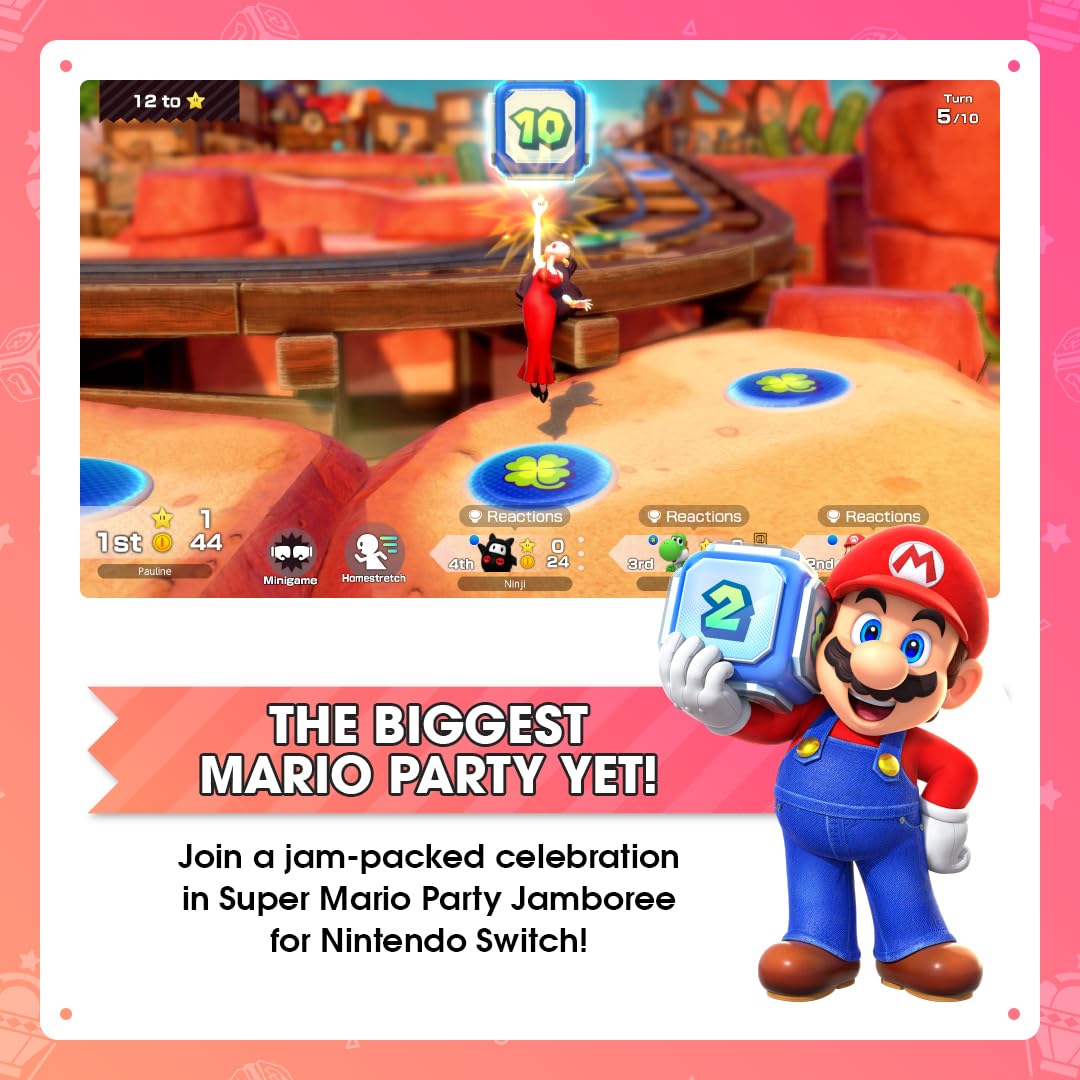 12 to
10
Turn
5/10
1
1st 44
Pauline
Minigame
Homestretch
Reactions
4th 0
24
Ninji
Reactions
3rd
Reactions
2nd
M
2
THE BIGGEST
MARIO PARTY YET!
Join a jam-packed celebration
in Super Mario Party Jamboree
for Nintendo Switch!